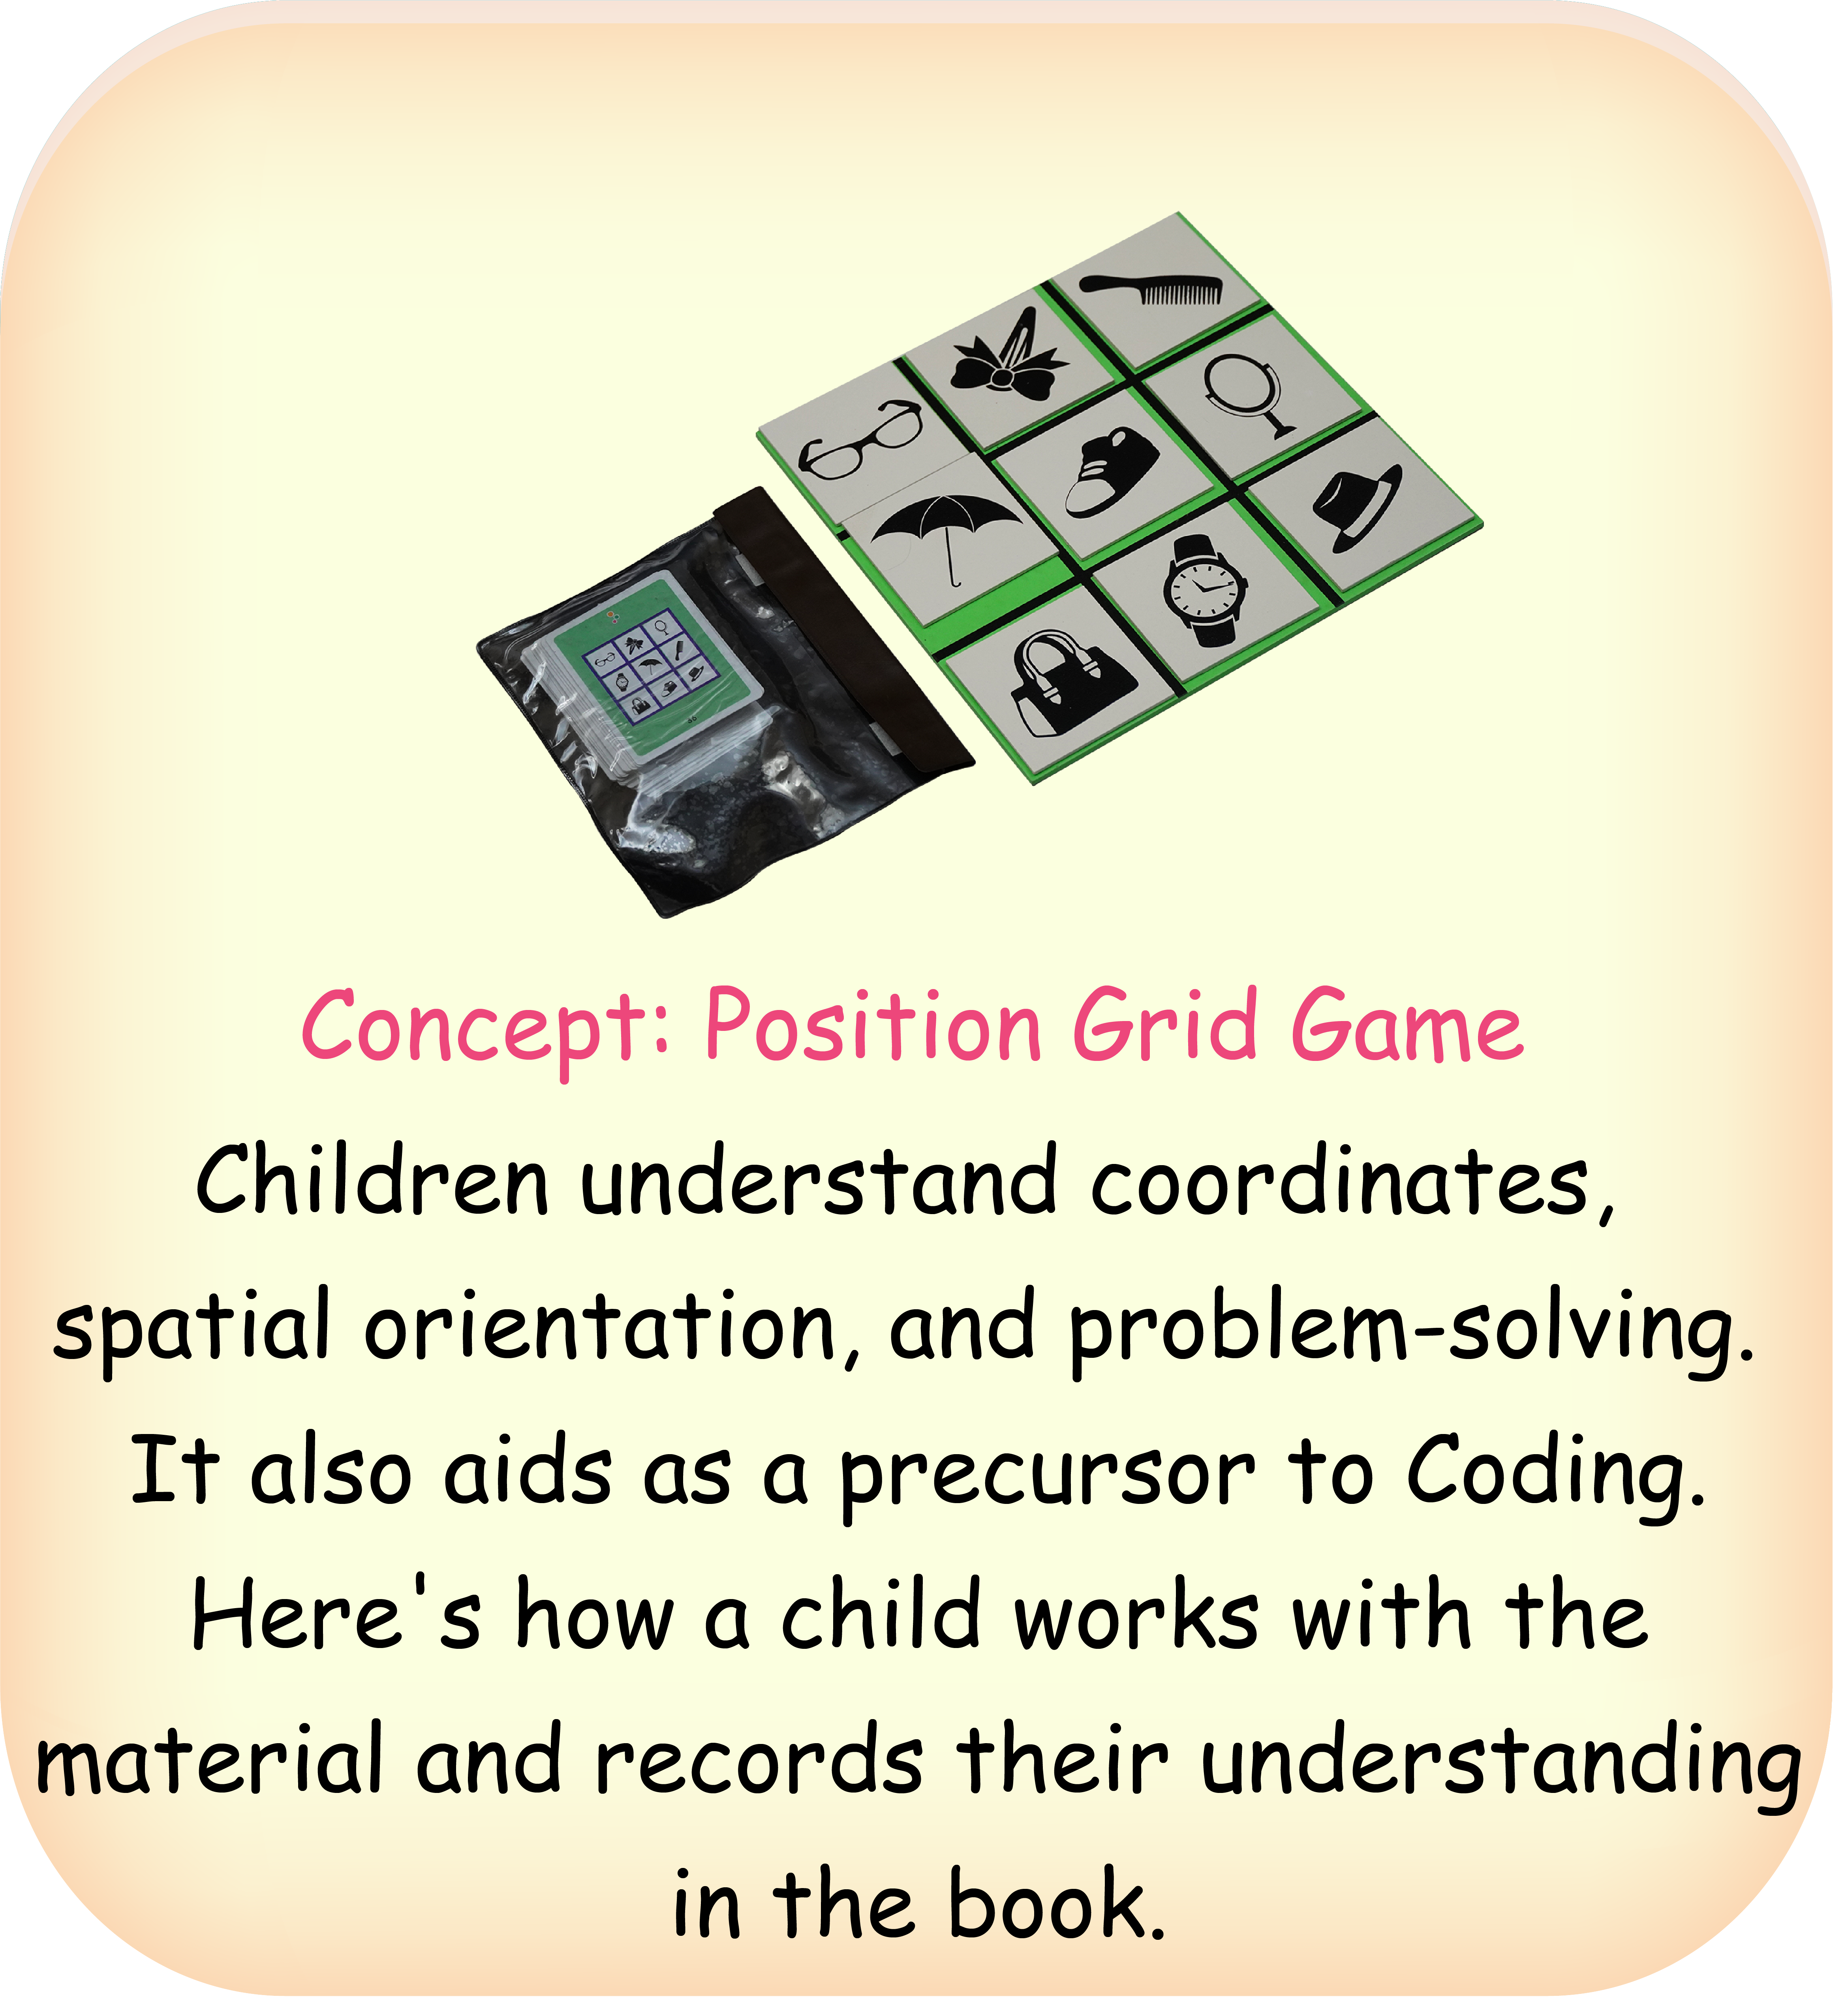 Concept: Position Grid Game
Children understand coordinates,
spatial orientation, and problem-solving.
It also aids as a precursor to Coding.
Here's how a child works with the
material and records their understanding
in the book.